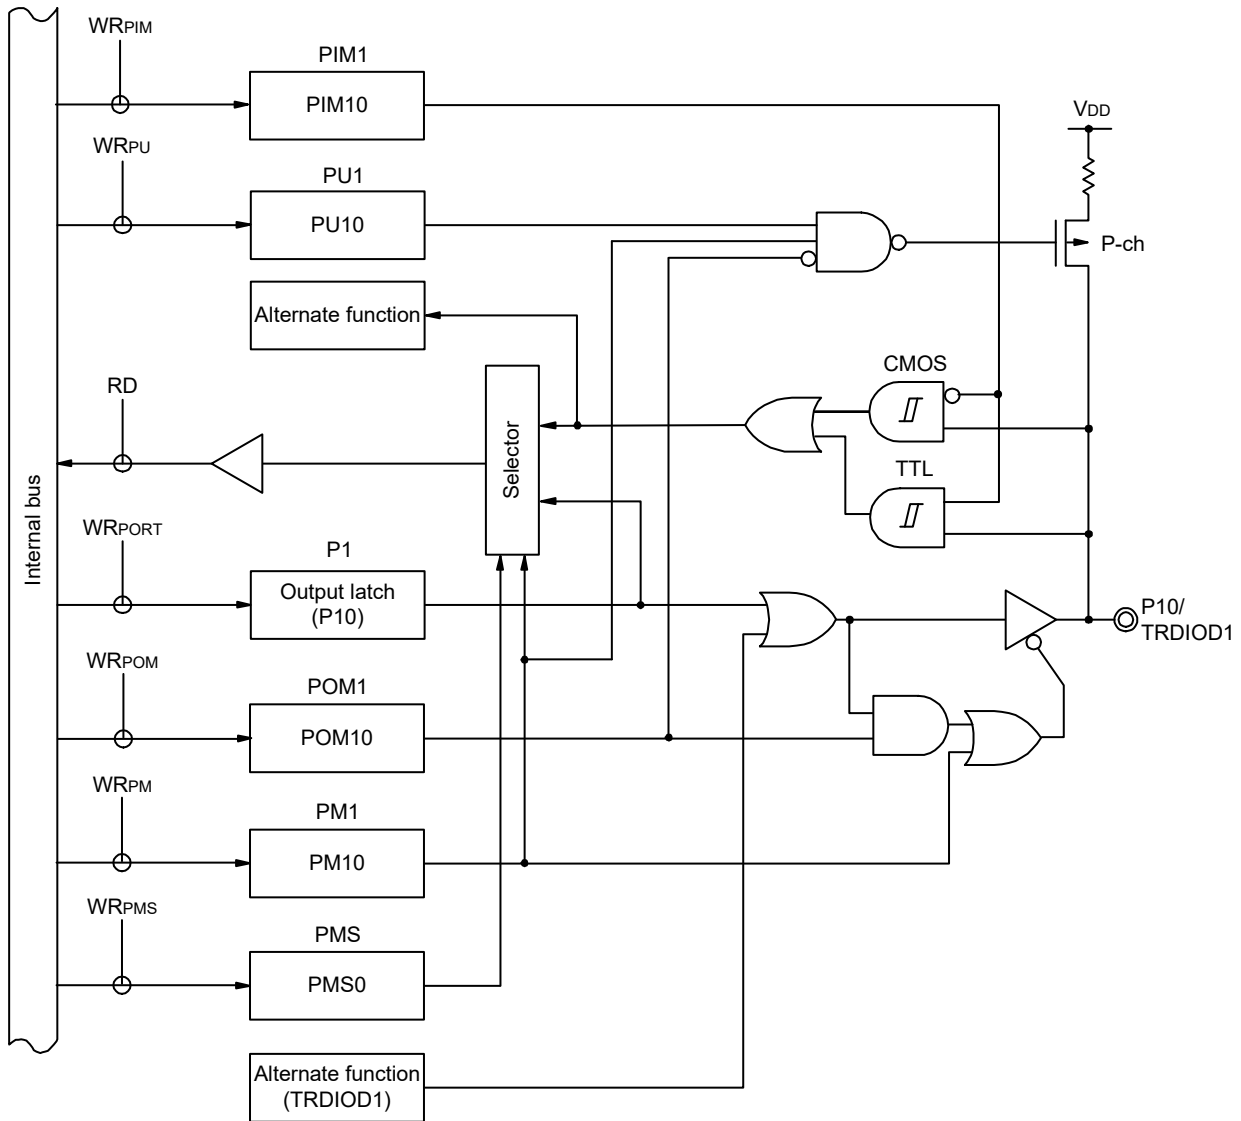 WRPIM
PIM1
PIM10
VDD
WRPU
PU1
PU10
P-ch
Alternate function
CMOS
RD
Selector
TTL
Internal bus
WRPORT
P1
Output latch
(P10)
P10/
TRDIOD1
WRPOM
POM1
POM10
WRPM
PM1
PM10
WRPMS
PMS
PMS0
Alternate function
(TRDIOD1)